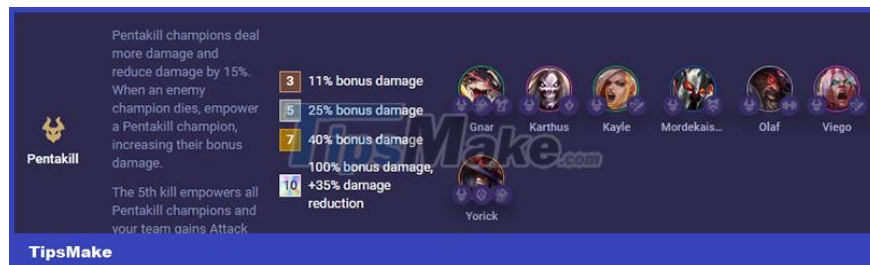 Pentakill
Pentakill champions deal
more damage and
reduce damage by 15%.
When an enemy
champion dies, empower
a Pentakill champion,
increasing their bonus
damage.
The 5th kill empowers all
Pentakill champions and
your team gains Attack
3 11% bonus damage
5 25% bonus damage
7 40% bonus damage
10 100% bonus damage,
+35% damage
reduction
Gnar
Karthus
Kayle
Mordekais...
Olaf
Viego
Yorick
TipsMake.com
TipsMake